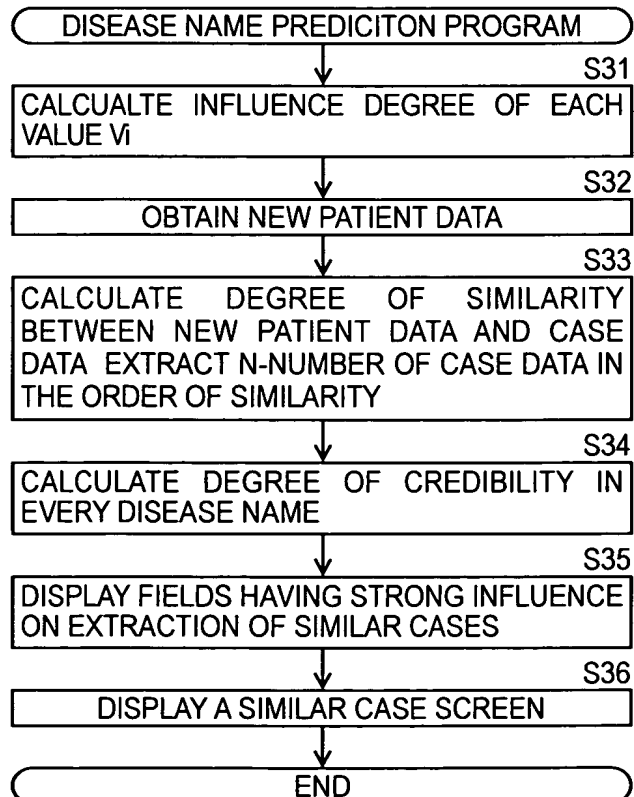 DISEASE NAME PREDICITON PROGRAM
S31
CALCUALTE INFLUENCE DEGREE OF EACH
VALUE Vi
S32
OBTAIN NEW PATIENT DATA
S33
CALCULATE DEGREE OF SIMILARITY
BETWEEN NEW PATIENT DATA AND CASE
DATA EXTRACT N-NUMBER OF CASE DATA IN
THE ORDER OF SIMILARITY
S34
CALCULATE DEGREE OF CREDIBILITY IN
EVERY DISEASE NAME
S35
DISPLAY FIELDS HAVING STRONG INFLUENCE
ON EXTRACTION OF SIMILAR CASES
S36
DISPLAY A SIMILAR CASE SCREEN
END